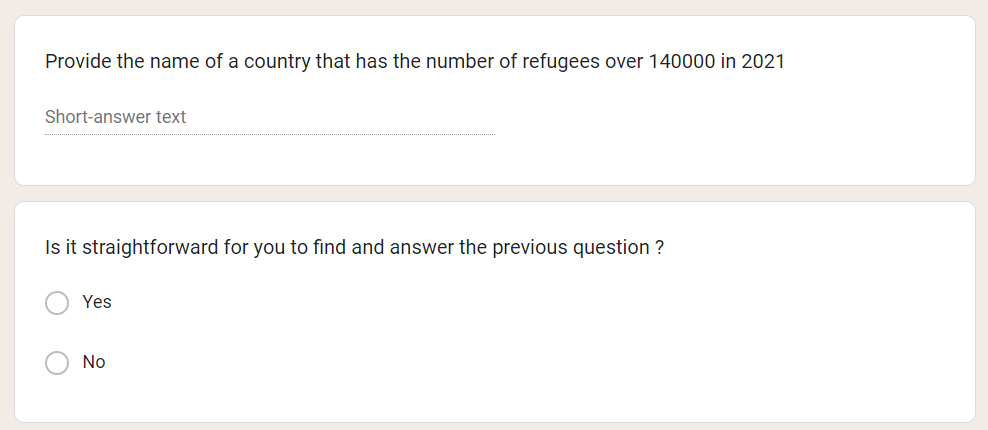 Provide the name of a country that has the number of refugees over 140000 in 2021
Short-answer text
Is it straightforward for you to find and answer the previous question ?
Yes
No